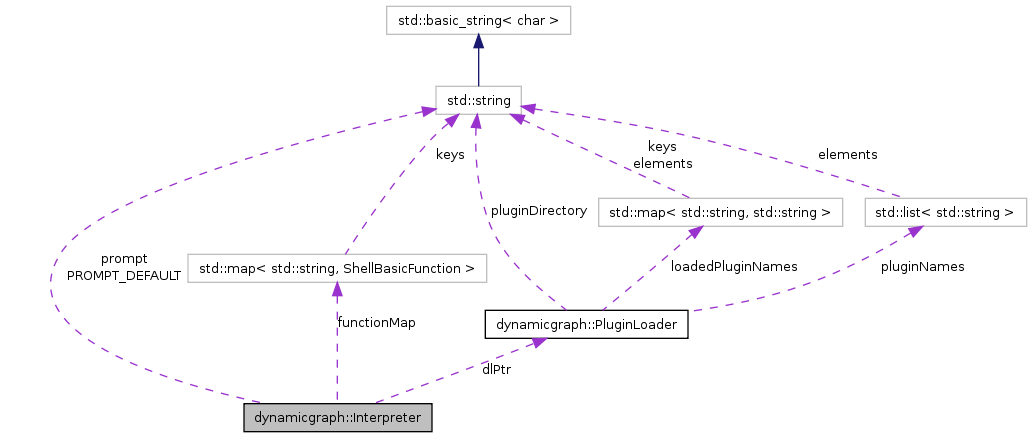 std::basic_string< char >
std::string
keys
keys
elements
elements
pluginDirectory
std::map< std::string, std::string >
std::list< std::string >
prompt
PROMPT_DEFAULT
std::map< std::string, ShellBasicFunction >
loadedPluginNames
pluginNames
functionMap
dynamicgraph::PluginLoader
dlPtr
dynamicgraph::Interpreter